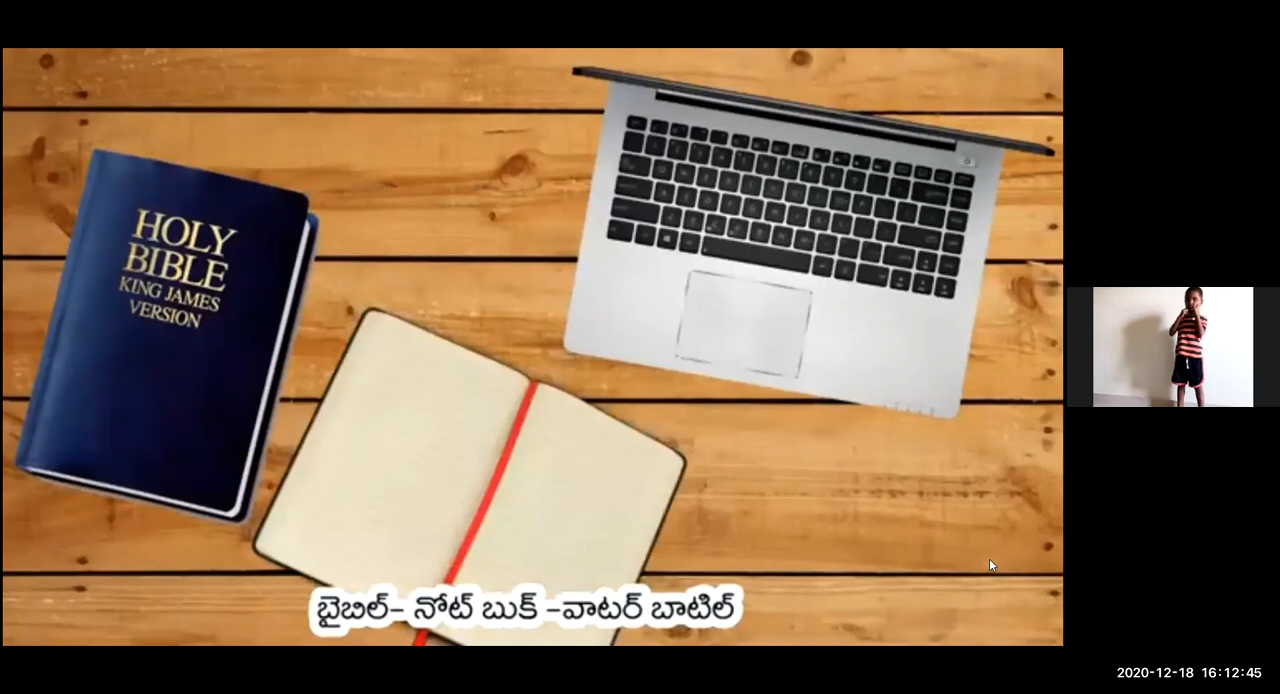 HOLY
BIBLE
KING JAMES
VERSION
బైబిల్- నోట్ బుక్ -వాటర్ బాటిల్
2020-12-18 16:12:45